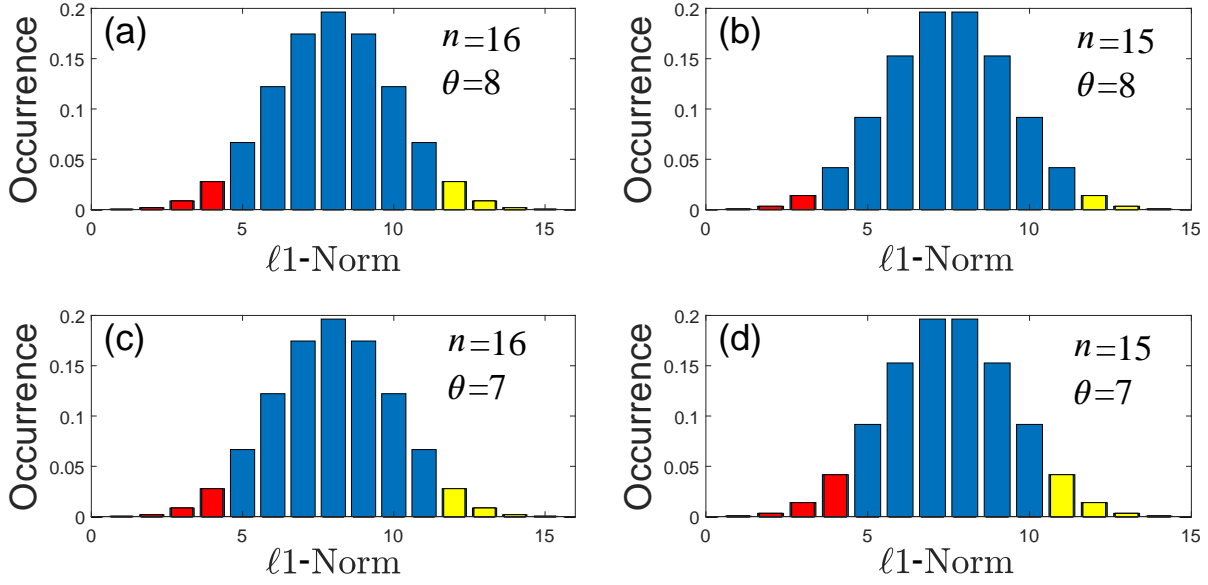 (a)
n=16
θ=8
Occurrence
0.2
0.15
0.1
0.05
0
0 5 10 15
ℓ1-Norm
(b)
n=15
θ=8
Occurrence
0.2
0.15
0.1
0.05
0
0 5 10 15
ℓ1-Norm
(c)
n=16
θ=7
Occurrence
0.2
0.15
0.1
0.05
0
0 5 10 15
ℓ1-Norm
(d)
n=15
θ=7
Occurrence
0.2
0.15
0.1
0.05
0
0 5 10 15
ℓ1-Norm